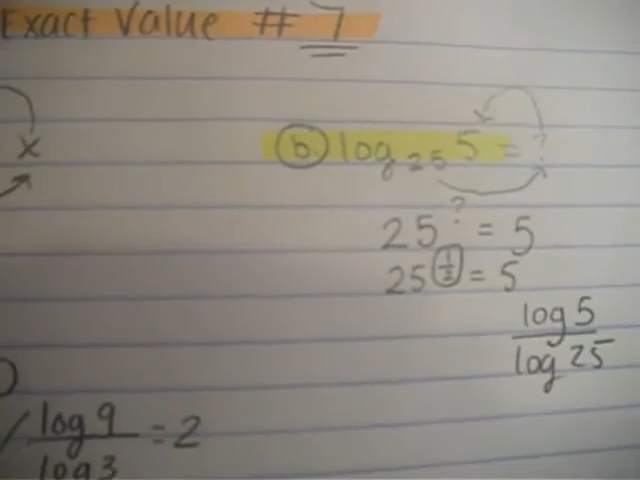 Exact Value # 7
x
b. log25 5 = ?
25? = 5
25 1/2 = 5
log 5
log 25
log 9 = 2
log 3